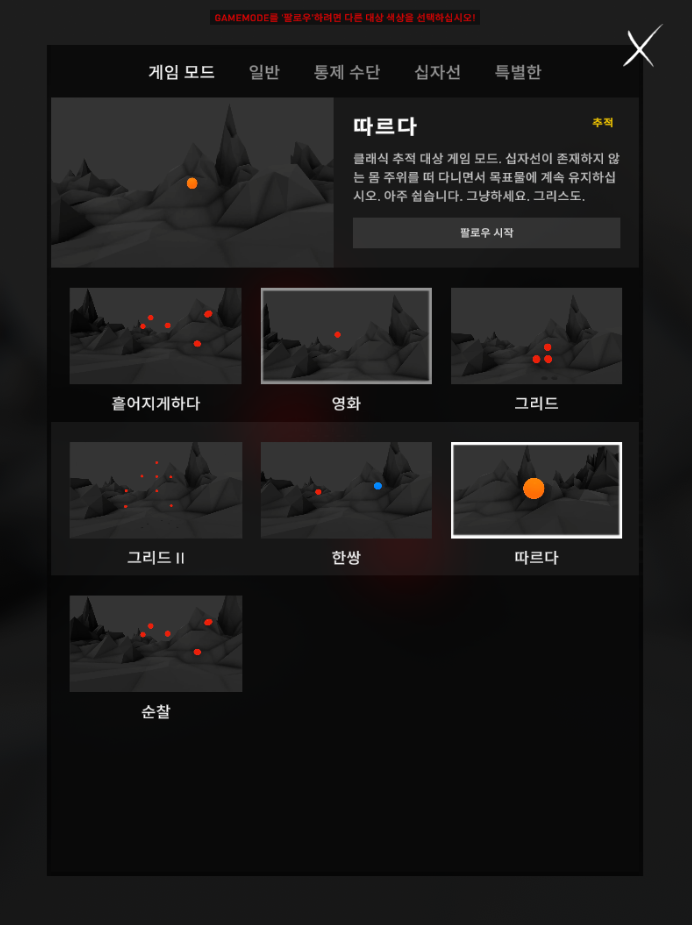 GAMEMODE를 '팔로우'하려면 다른 대상 색상을 선택하십시오!
게임 모드 일반 통제 수단 십자선 특별한
따르다 추적
클래식 추적 대상 게임 모드. 십자선이 존재하지 않
는 몸 주위를 떠 다니면서 목표물에 계속 유지하십
시오. 아주 쉽습니다. 그냥하세요. 그리스도.
팔로우 시작
흩어지게하다 영화 그리드
그리드 II 한쌍 따르다
순찰